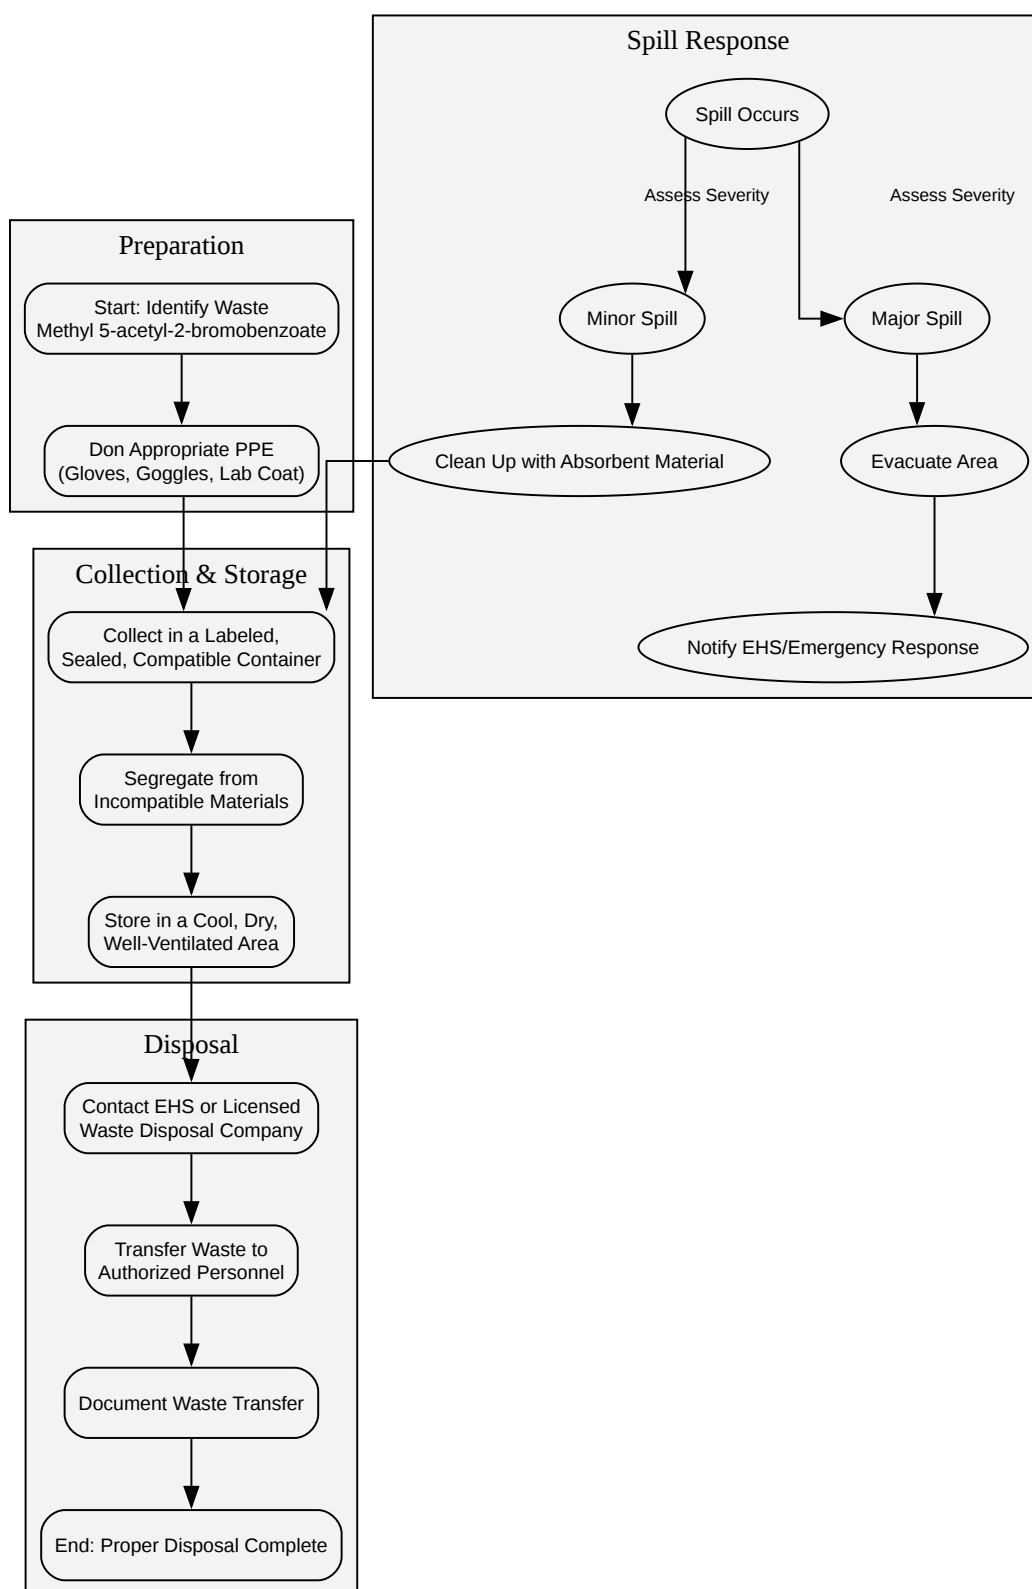 Spill Response
Spill Occurs
Assess Severity
Assess Severity
Minor Spill
Major Spill
Clean Up with Absorbent Material
Evacuate Area
Notify EHS/Emergency Response
Preparation
Start: Identify Waste
Methyl 5-acetyl-2-bromobenzoate
Don Appropriate PPE
(Gloves, Goggles, Lab Coat)
Collection & Storage
Collect in a Labeled,
Sealed, Compatible Container
Segregate from
Incompatible Materials
Store in a Cool, Dry,
Well-Ventilated Area
Disposal
Contact EHS or Licensed
Waste Disposal Company
Transfer Waste to
Authorized Personnel
Document Waste Transfer
End: Proper Disposal Complete